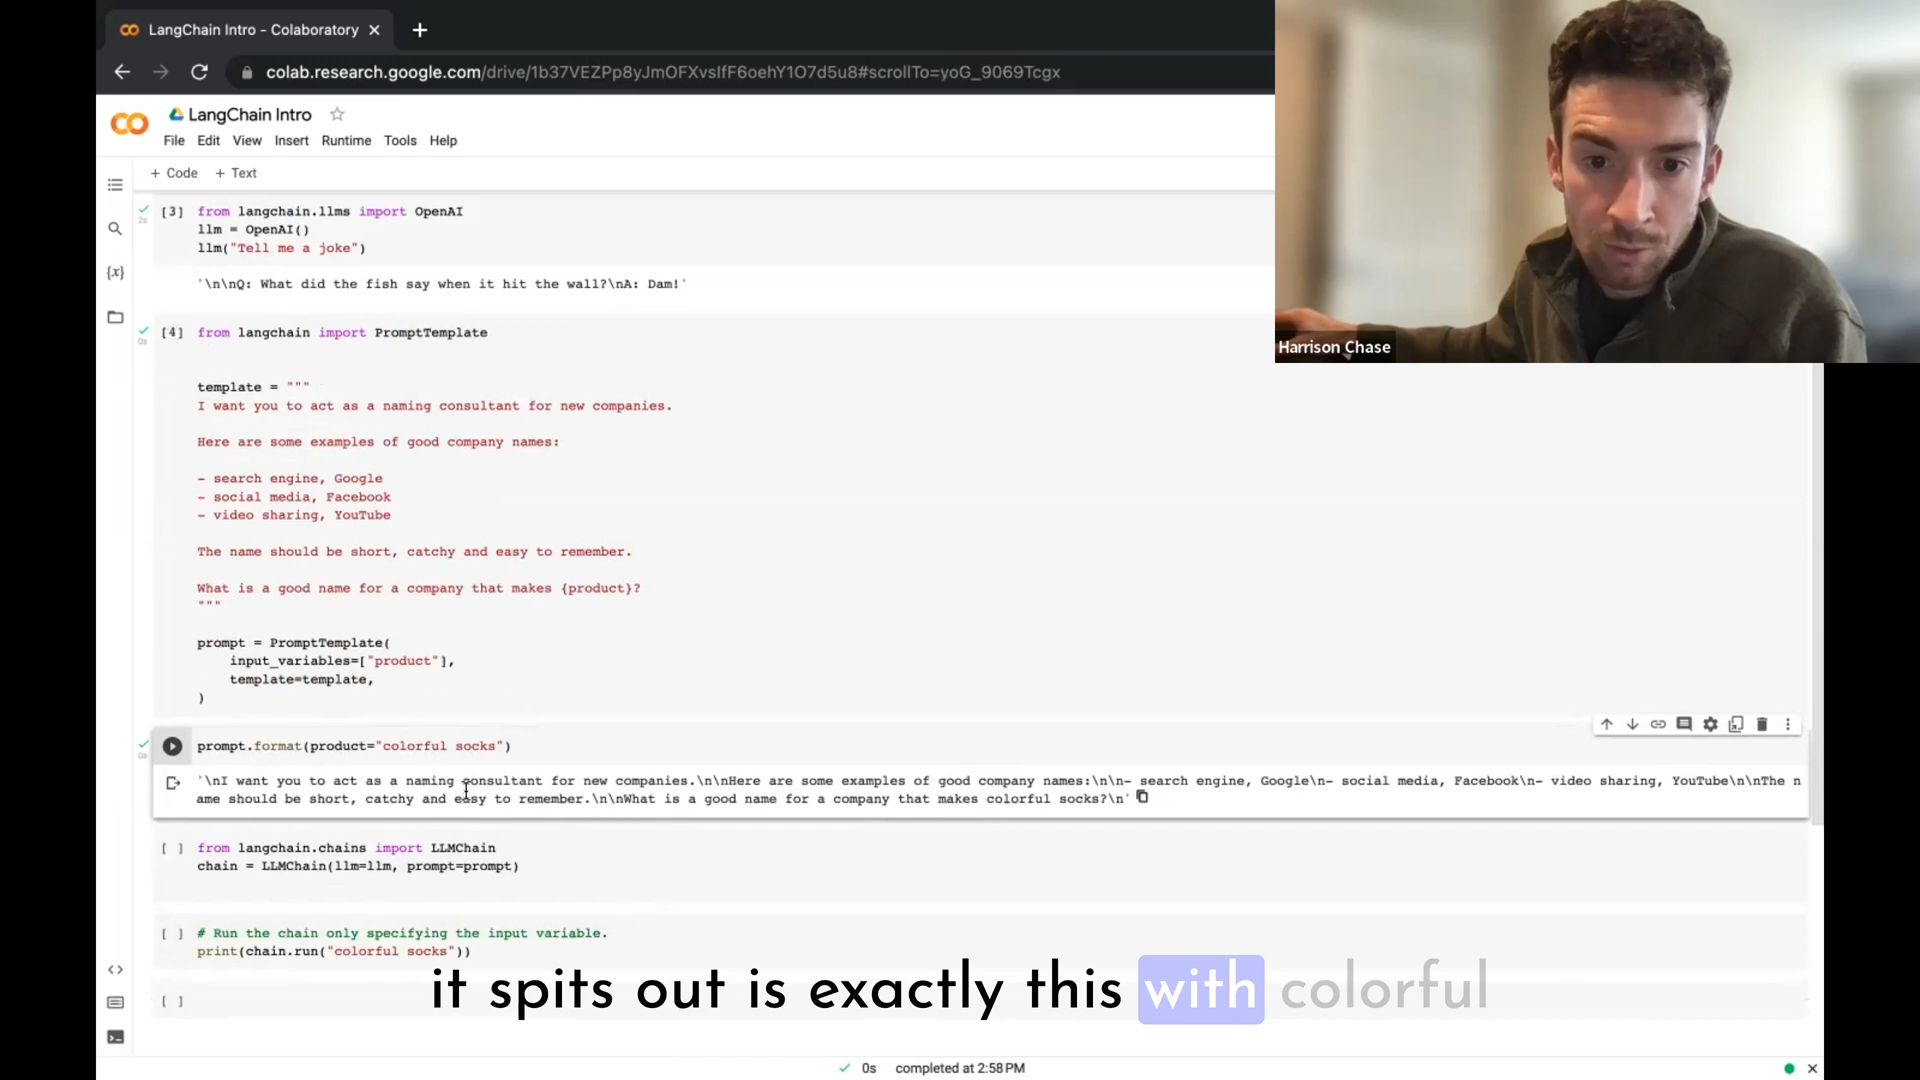 LangChain Intro - Colaboratory
colab.research.google.com/drive/1b37VEZPp8yJmOFXvsIfF6oehY1O7d5u8#scrollTo=yoG_9069Tcgx
LangChain Intro
File Edit View Insert Runtime Tools Help
+ Code + Text
Harrison Chase
[3] from langchain.llms import OpenAI
2s
llm = OpenAI()
llm("Tell me a joke")
'\n\nQ: What did the fish say when it hit the wall?\nA: Dam!'
[4] from langchain import PromptTemplate
0s
template = """
I want you to act as a naming consultant for new companies.
Here are some examples of good company names:
- search engine, Google
- social media, Facebook
- video sharing, YouTube
The name should be short, catchy and easy to remember.
What is a good name for a company that makes {product}?
"""
prompt = PromptTemplate(
input_variables=["product"],
template=template,
)
prompt.format(product="colorful socks")
0s
'\nI want you to act as a naming consultant for new companies.\n\nHere are some examples of good company names:\n\n- search engine, Google\n- social media, Facebook\n- video sharing, YouTube\n\nThe n
ame should be short, catchy and easy to remember.\n\nWhat is a good name for a company that makes colorful socks?\n'
[ ] from langchain.chains import LLMChain
chain = LLMChain(llm=llm, prompt=prompt)
[ ] # Run the chain only specifying the input variable.
print(chain.run("colorful socks"))
[ ]
it spits out is exactly this with colorful
0s completed at 2:58 PM